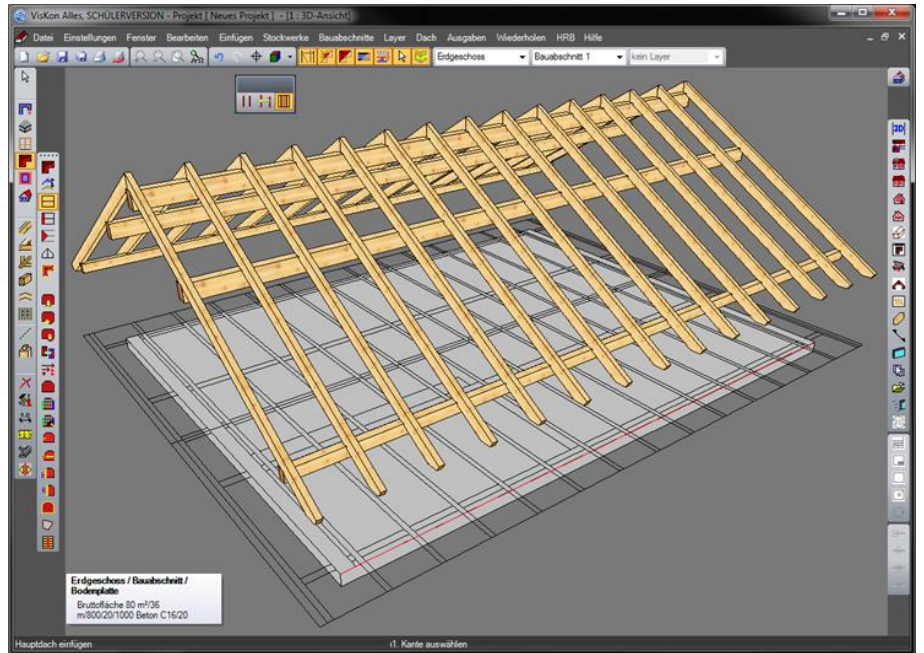 VisKon Alles, SCHÜLERVERSION - Projekt [ Neues Projekt ] - [1 : 3D-Ansicht]
Datei Einstellungen Fenster Bearbeiten Einfügen Stockwerke Bauabschnitte Layer Dach Ausgaben Wiederholen HRB Hilfe
Erdgeschoss Bauabschnitt 1 kein Layer
3D
Erdgeschoss / Bauabschnitt /
Bodenplatte
Bruttofläche 80 m²/36
m/800/20/1000 Beton C16/20
Hauptdach einfügen 1. Kante auswählen